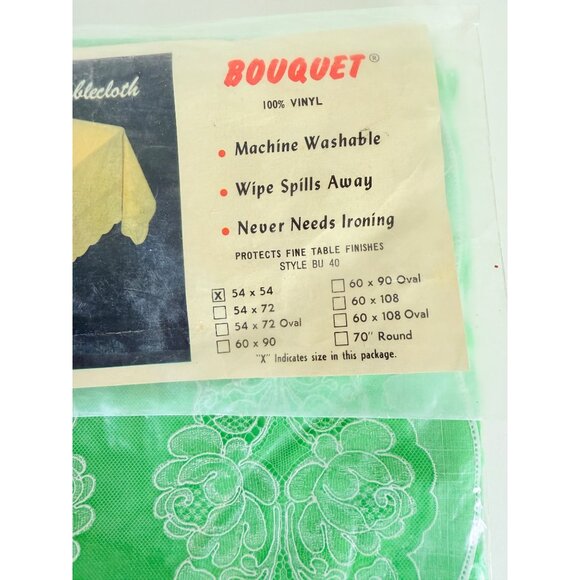 blecloth
BOUQUET®
100% VINYL
• Machine Washable
• Wipe Spills Away
• Never Needs Ironing
PROTECTS FINE TABLE FINISHES
STYLE BU 40
X 54 x 54
54 x 72
54 x 72 Oval
60 x 90
60 x 90 Oval
60 x 108
60 x 108 Oval
70" Round
"X" Indicates size in this package.